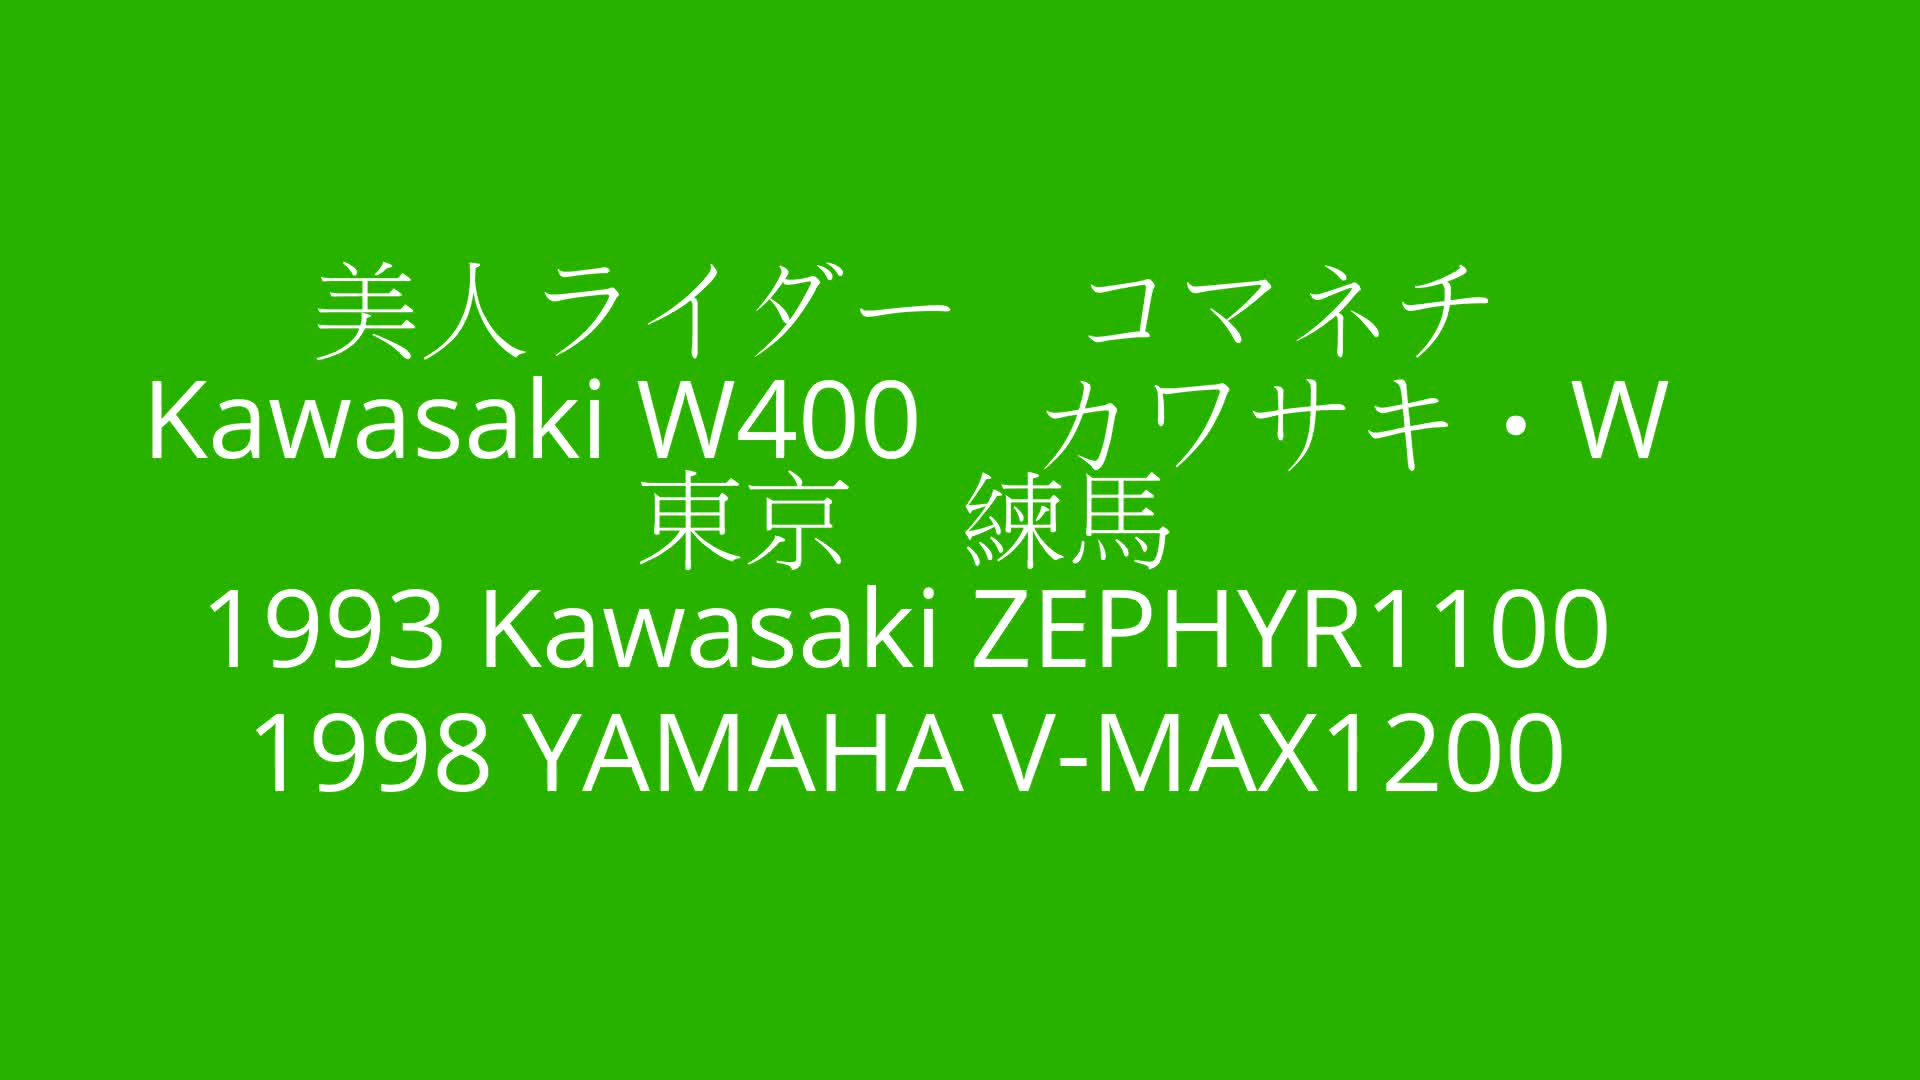 美人ライダー　コマネチ
Kawasaki W400　カワサキ・W
東京　練馬
1993 Kawasaki ZEPHYR1100
1998 YAMAHA V-MAX1200